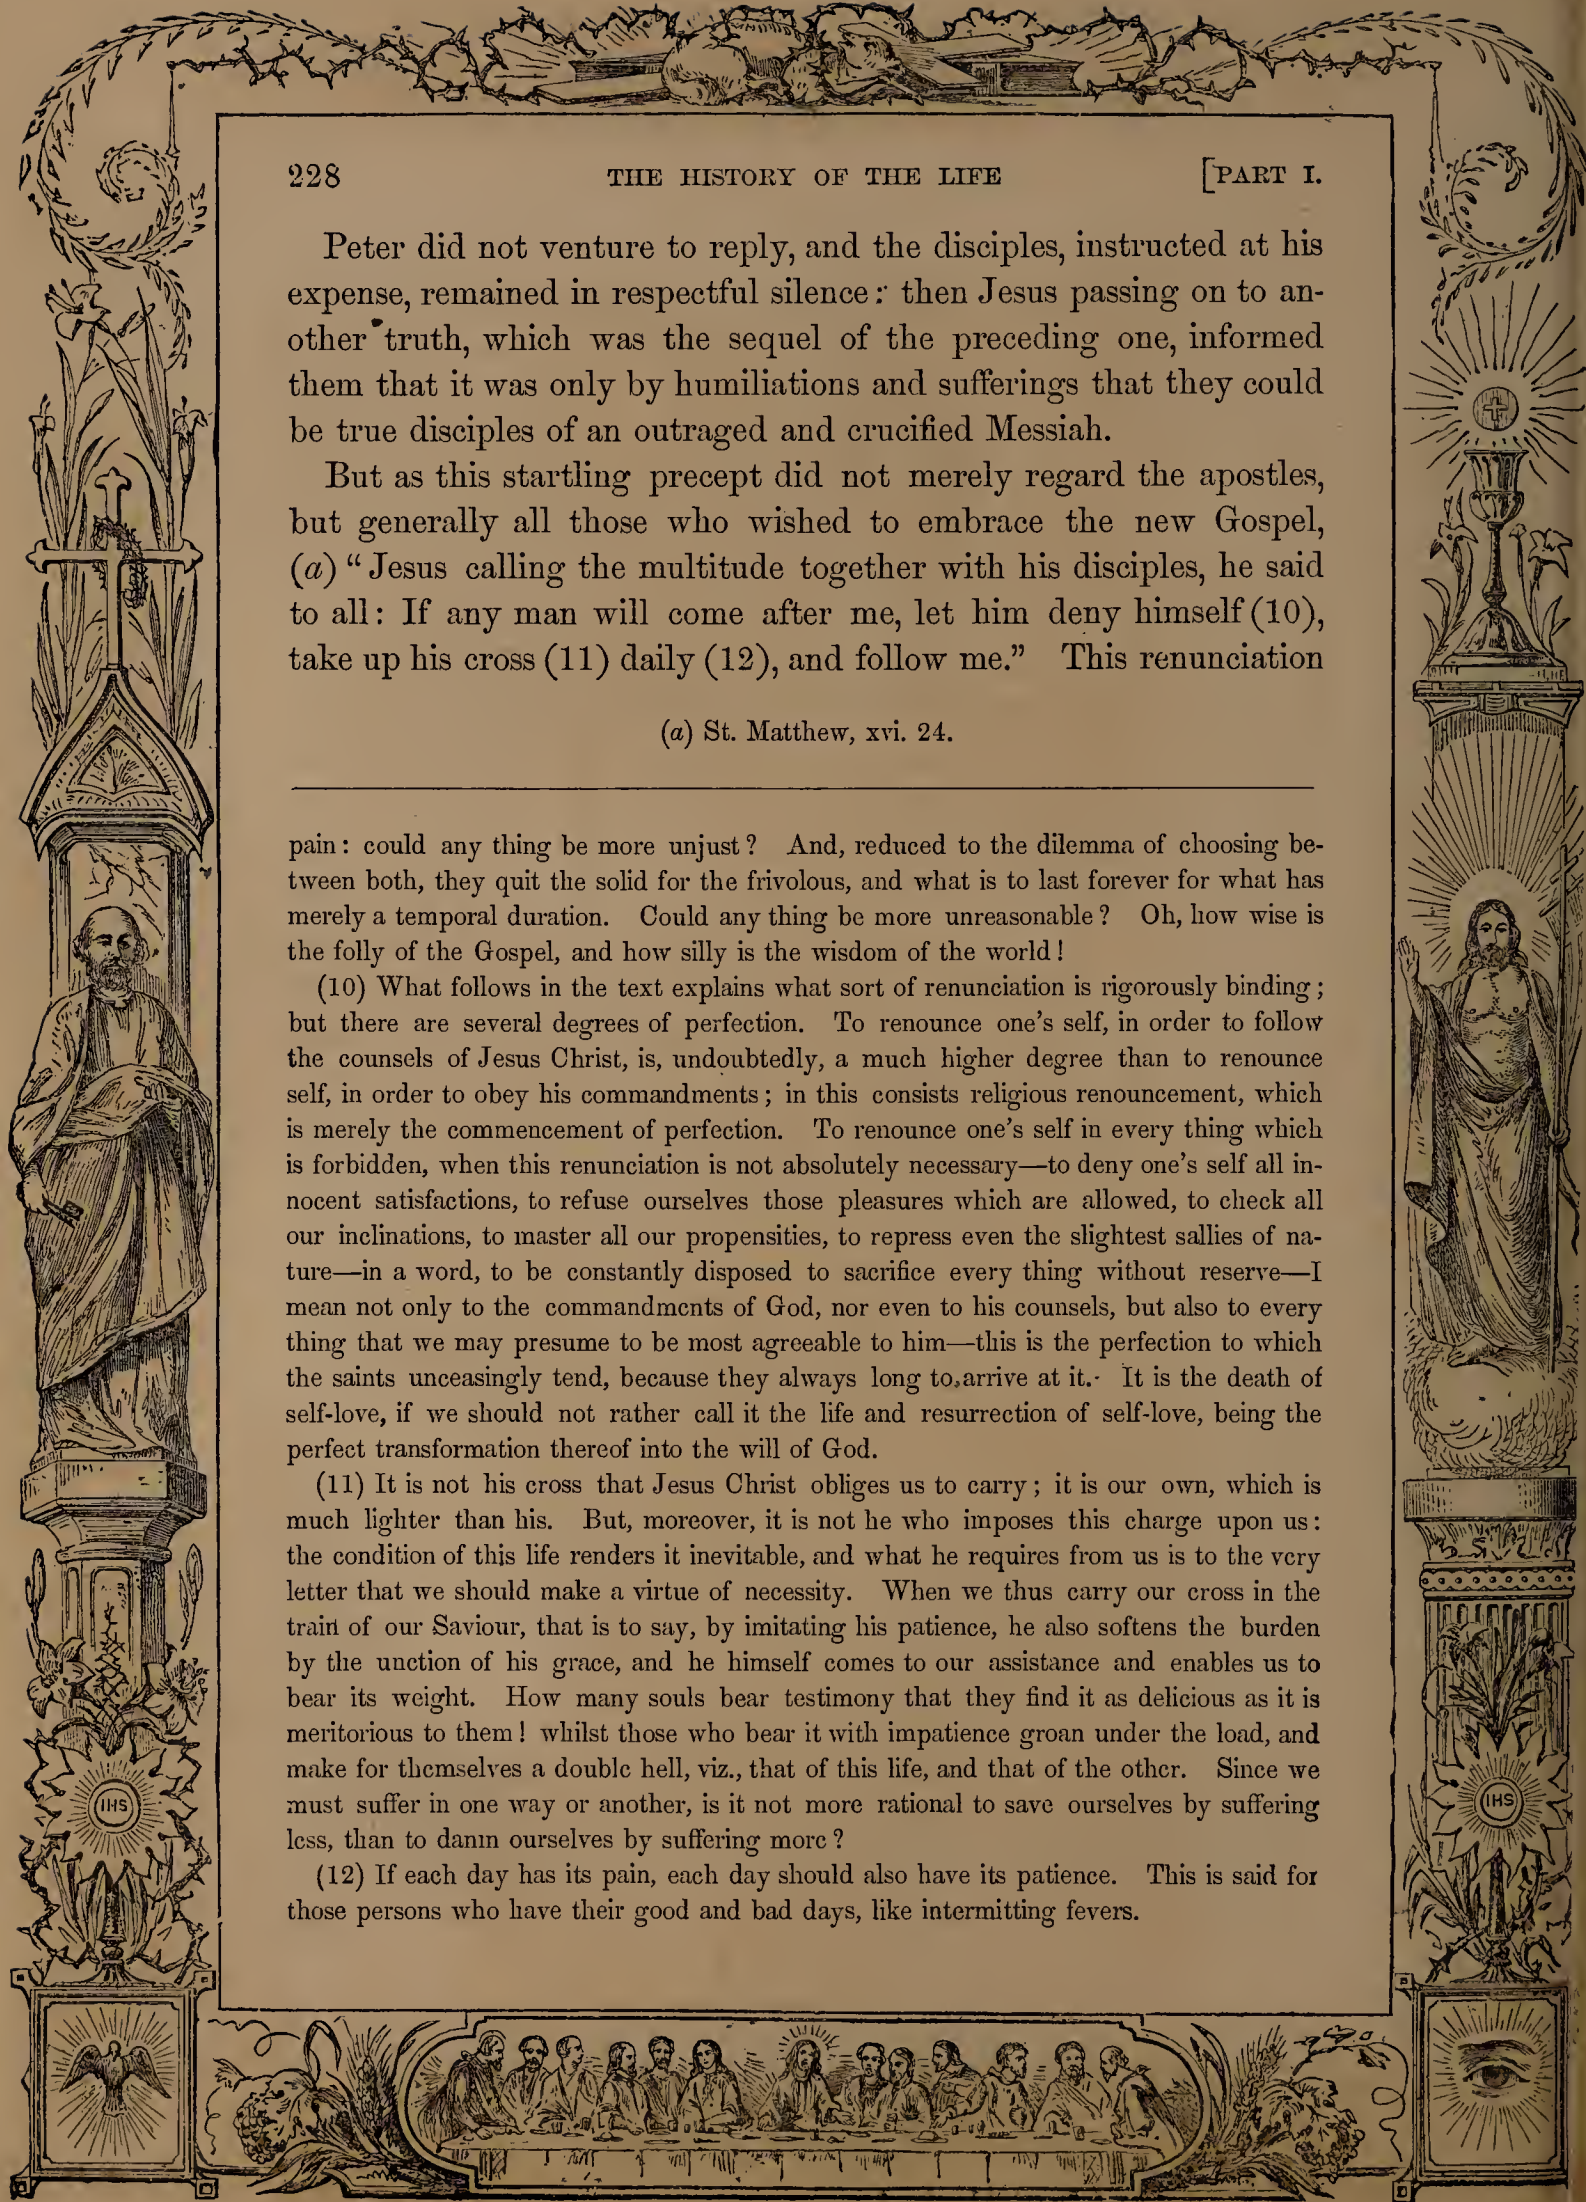 228 THE HISTORY OF THE LIFE [PART I.
Peter did not venture to reply, and the disciples, instructed at his
expense, remained in respectful silence: then Jesus passing on to an-
other truth, which was the sequel of the preceding one, informed
them that it was only by humiliations and sufferings that they could
be true disciples of an outraged and crucified Messiah.
But as this startling precept did not merely regard the apostles,
but generally all those who wished to embrace the new Gospel,
(a) “Jesus calling the multitude together with his disciples, he said
to all: If any man will come after me, let him deny himself (10),
take up his cross (11) daily (12), and follow me.” This renunciation
(a) St. Matthew, xvi. 24.
pain: could any thing be more unjust? And, reduced to the dilemma of choosing be-
tween both, they quit the solid for the frivolous, and what is to last forever for what has
merely a temporal duration. Could any thing be more unreasonable? Oh, how wise is
the folly of the Gospel, and how silly is the wisdom of the world!
(10) What follows in the text explains what sort of renunciation is rigorously binding;
but there are several degrees of perfection. To renounce one’s self, in order to follow
the counsels of Jesus Christ, is, undoubtedly, a much higher degree than to renounce
self, in order to obey his commandments; in this consists religious renouncement, which
is merely the commencement of perfection. To renounce one’s self in every thing which
is forbidden, when this renunciation is not absolutely necessary—to deny one’s self all in-
nocent satisfactions, to refuse ourselves those pleasures which are allowed, to check all
our inclinations, to master all our propensities, to repress even the slightest sallies of na-
ture—in a word, to be constantly disposed to sacrifice every thing without reserve—I
mean not only to the commandments of God, nor even to his counsels, but also to every
thing that we may presume to be most agreeable to him—this is the perfection to which
the saints unceasingly tend, because they always long to arrive at it. It is the death of
self-love, if we should not rather call it the life and resurrection of self-love, being the
perfect transformation thereof into the will of God.
(11) It is not his cross that Jesus Christ obliges us to carry; it is our own, which is
much lighter than his. But, moreover, it is not he who imposes this charge upon us:
the condition of this life renders it inevitable, and what he requires from us is to the very
letter that we should make a virtue of necessity. When we thus carry our cross in the
train of our Saviour, that is to say, by imitating his patience, he also softens the burden
by the unction of his grace, and he himself comes to our assistance and enables us to
bear its weight. How many souls bear testimony that they find it as delicious as it is
meritorious to them! whilst those who bear it with impatience groan under the load, and
make for themselves a double hell, viz., that of this life, and that of the other. Since we
must suffer in one way or another, is it not more rational to save ourselves by suffering
less, than to damn ourselves by suffering more?
(12) If each day has its pain, each day should also have its patience. This is said for
those persons who have their good and bad days, like intermitting fevers.
IHS
IHS